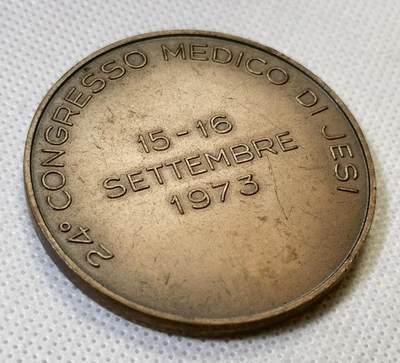 24° CONGRESSO MEDICO DI JESI
15-16
SETTEMBRE
1973